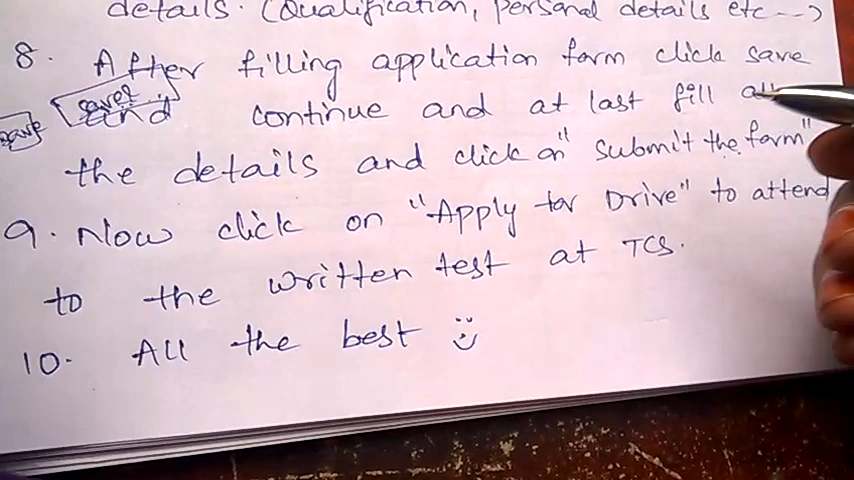 details. (Qualification, personal details etc---)
8. After filling application form click save
save saves and continue and at last fill all
the details and click on "submit the form"
9. Now click on "Apply for Drive" to attend
to the written test at TCS.
10. All the best